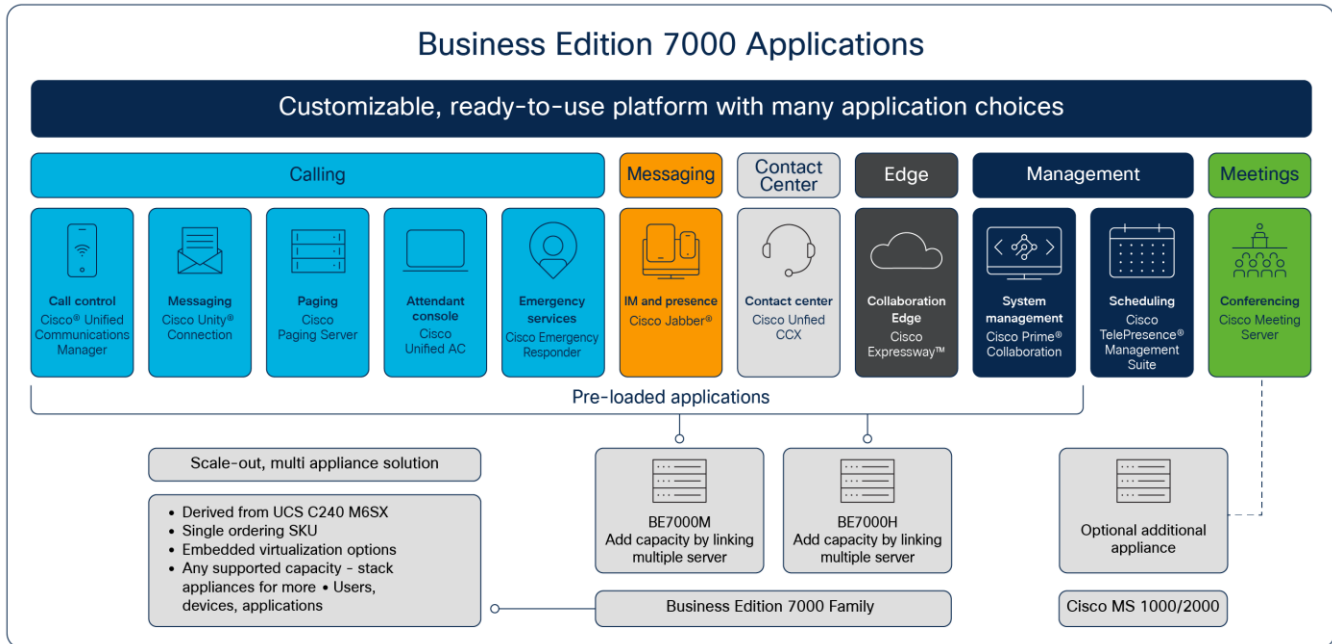 Business Edition 7000 Applications
Customizable, ready-to-use platform with many application choices
Calling
Messaging
Contact
Center
Edge
Management
Meetings
Call control
Cisco® Unified
Communications
Manager
Messaging
Cisco Unity®
Connection
Paging
Cisco
Paging Server
Attendant
console
Cisco
Unified AC
Emergency
services
Cisco Emergency
Responder
IM and presence
Cisco Jabber®
Contact center
Cisco Unfied
CCX
Collaboration
Edge
Cisco
Expressway™
System
management
Cisco Prime®
Collaboration
Scheduling
Cisco
TelePresence®
Management
Suite
Conferencing
Cisco Meeting
Server
Pre-loaded applications
Scale-out, multi appliance solution
• Derived from UCS C240 M6SX
• Single ordering SKU
• Embedded virtualization options
• Any supported capacity - stack
appliances for more • Users,
devices, applications
BE7000M
Add capacity by linking
multiple server
BE7000H
Add capacity by linking
multiple server
Business Edition 7000 Family
Optional additional
appliance
Cisco MS 1000/2000